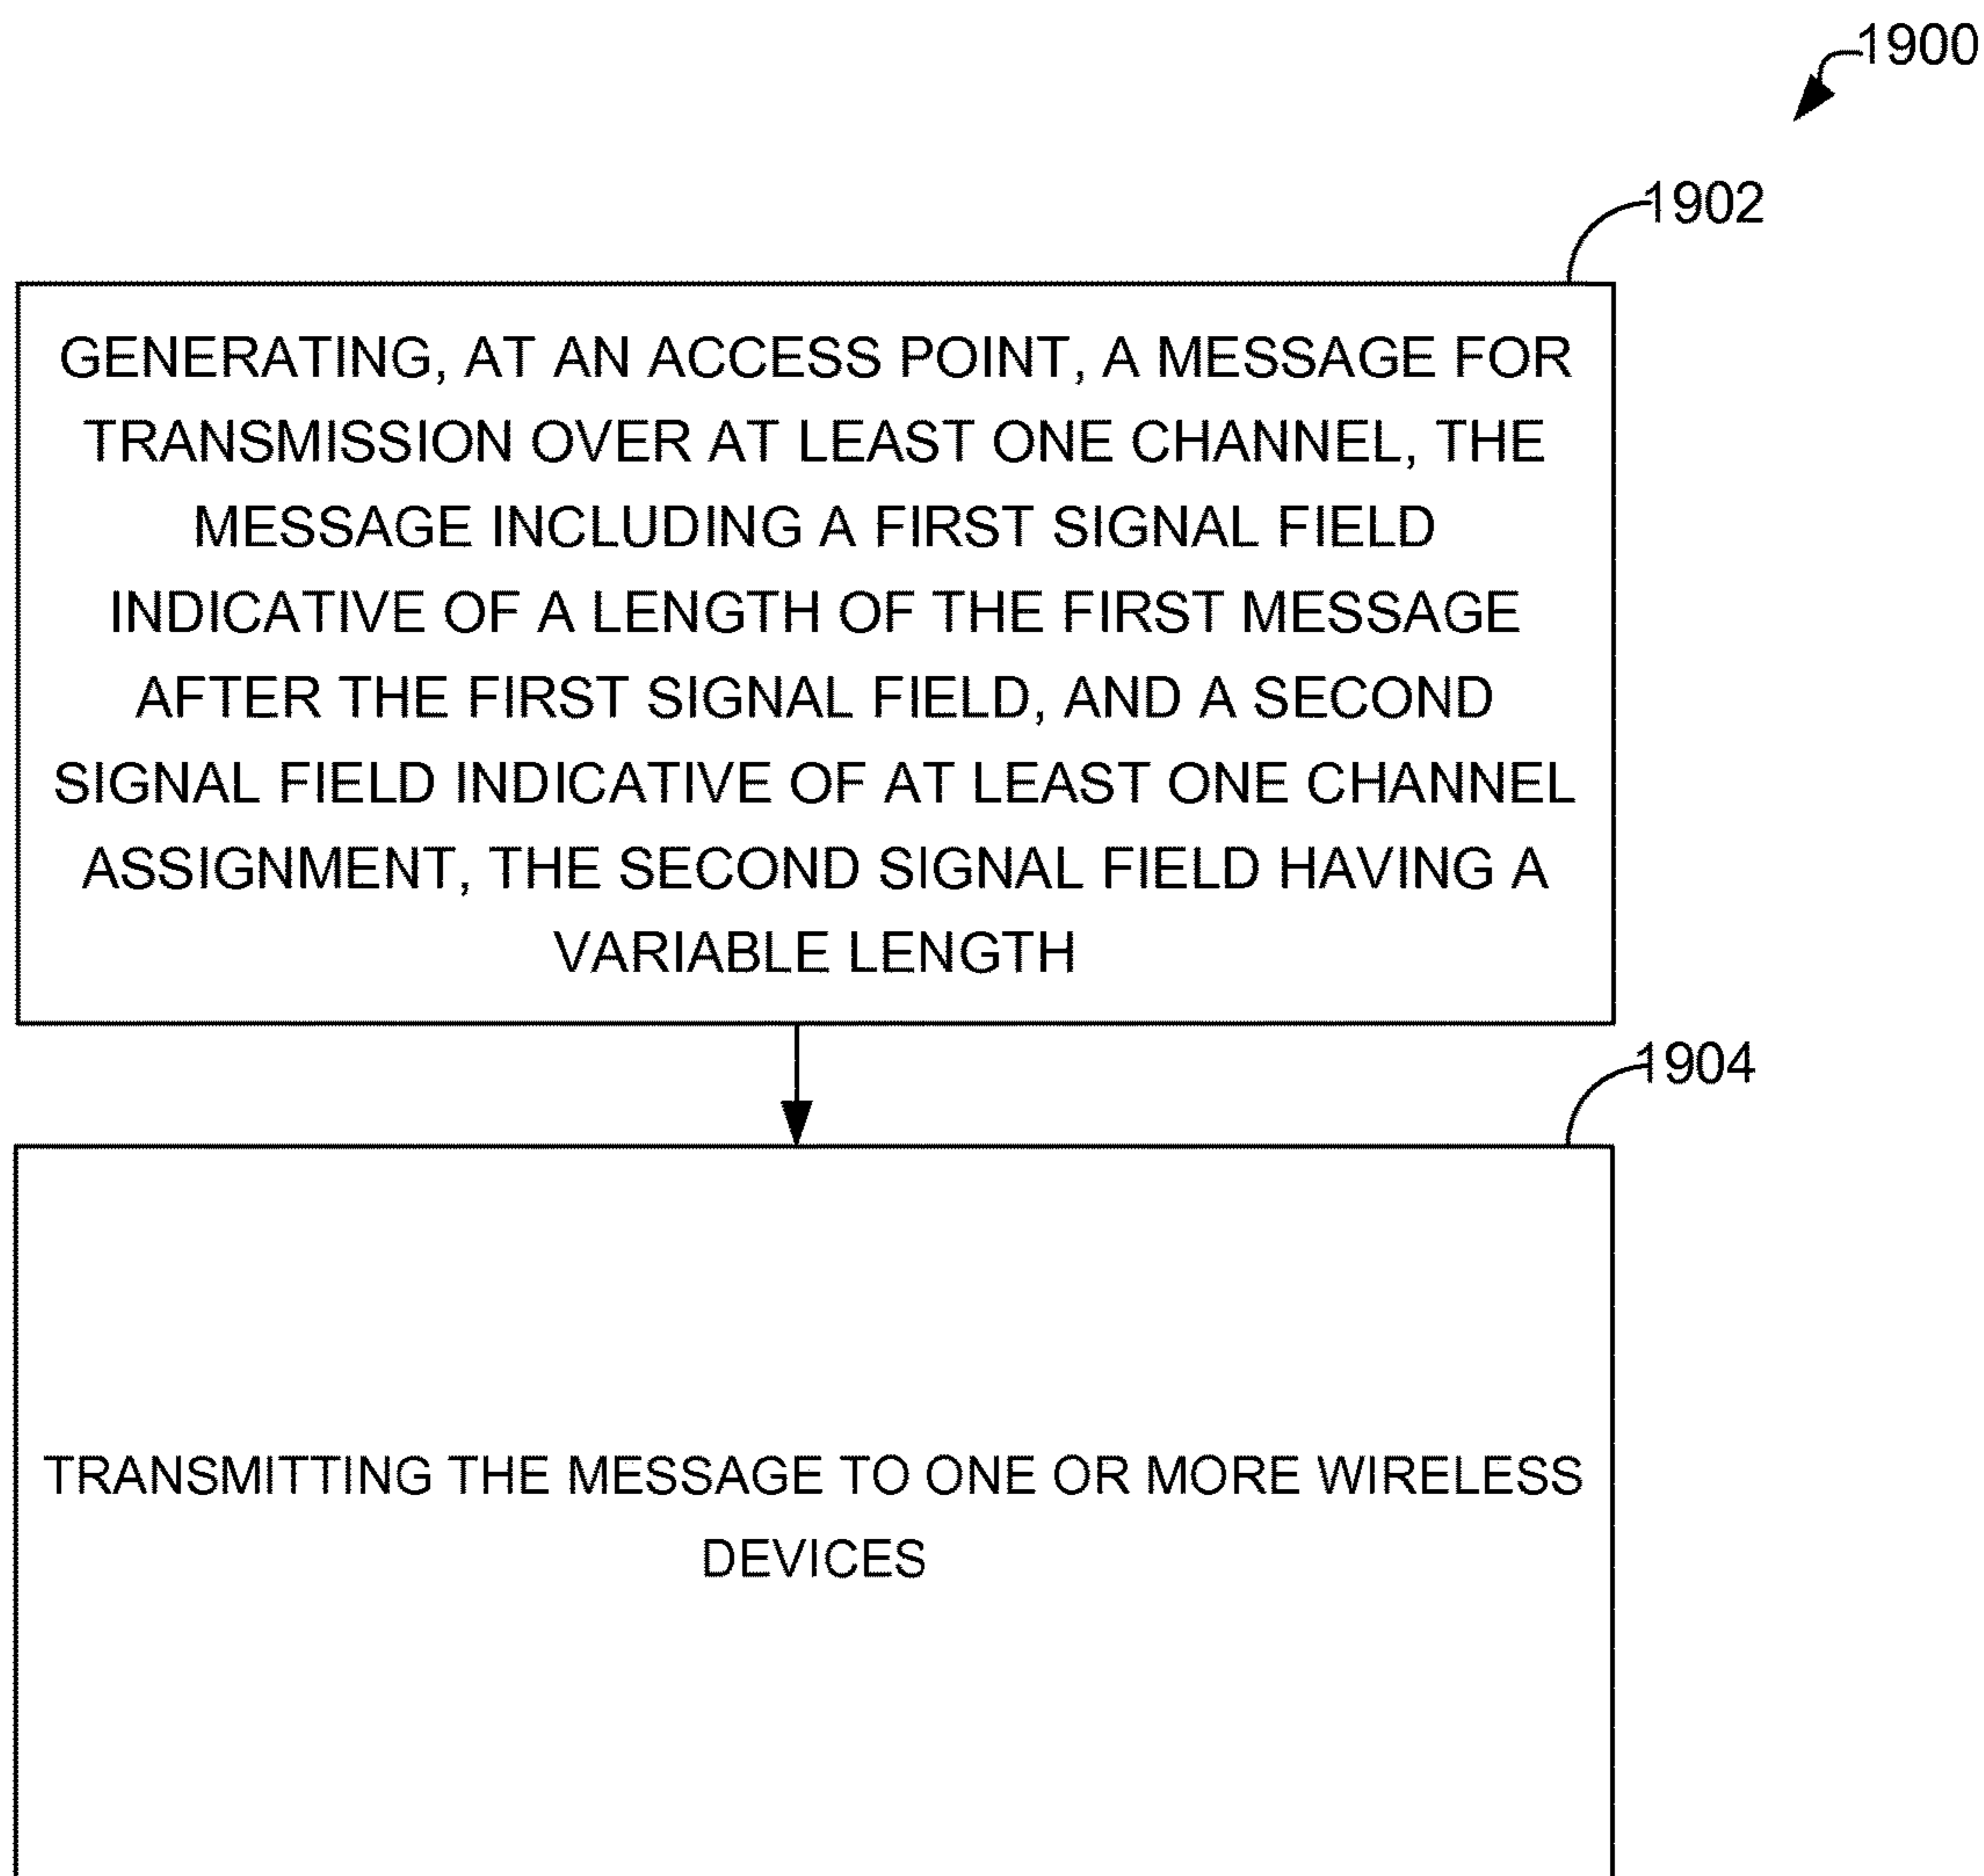 1900
1902
GENERATING, AT AN ACCESS POINT, A MESSAGE FOR
TRANSMISSION OVER AT LEAST ONE CHANNEL, THE
MESSAGE INCLUDING A FIRST SIGNAL FIELD
INDICATIVE OF A LENGTH OF THE FIRST MESSAGE
AFTER THE FIRST SIGNAL FIELD, AND A SECOND
SIGNAL FIELD INDICATIVE OF AT LEAST ONE CHANNEL
ASSIGNMENT, THE SECOND SIGNAL FIELD HAVING A
VARIABLE LENGTH
1904
TRANSMITTING THE MESSAGE TO ONE OR MORE WIRELESS
DEVICES